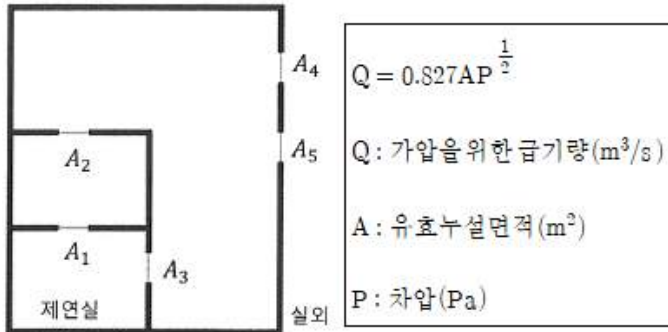 A₄
A₅
A₂
A₁
A₃
제연실
실외
Q = 0.827AP^{1/2}
Q : 가압을위한급기량(m³/s)
A : 유효누설면적(m²)
P : 차압(Pa)